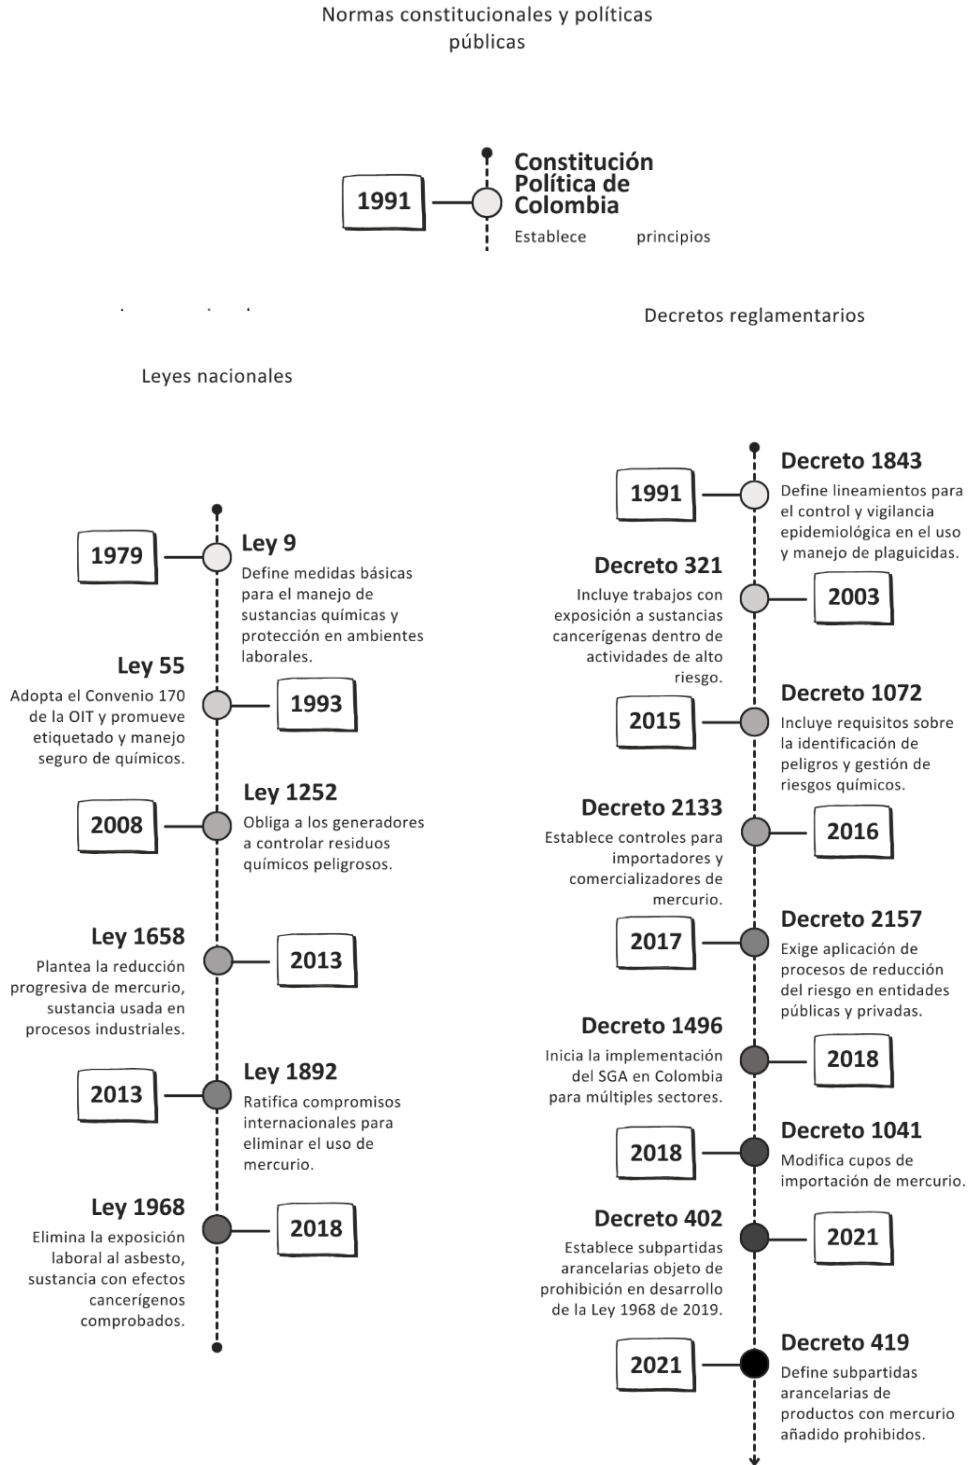 Normas constitucionales y políticas
públicas
1991
Constitución
Política de
Colombia
Establece principios
Leyes nacionales
1979
Ley 9
Define medidas básicas
para el manejo de
sustancias químicas y
protección en ambientes
laborales.
Ley 55
Adopta el Convenio 170
de la OIT y promueve
etiquetado y manejo
seguro de químicos.
1993
2008
Ley 1252
Obliga a los generadores
a controlar residuos
químicos peligrosos.
Ley 1658
Plantea la reducción
progresiva de mercurio,
sustancia usada en
procesos industriales.
2013
2013
Ley 1892
Ratifica compromisos
internacionales para
eliminar el uso de
mercurio.
Ley 1968
Elimina la exposición
laboral al asbesto,
sustancia con efectos
cancerígenos
comprobados.
2018
Decretos reglamentarios
1991
Decreto 1843
Define lineamientos para
el control y vigilancia
epidemiológica en el uso
y manejo de plaguicidas.
Decreto 321
Incluye trabajos con
exposición a sustancias
cancerígenas dentro de
actividades de alto
riesgo.
2003
2015
Decreto 1072
Incluye requisitos sobre
la identificación de
peligros y gestión de
riesgos químicos.
Decreto 2133
Establece controles para
importadores y
comercializadores de
mercurio.
2016
2017
Decreto 2157
Exige aplicación de
procesos de reducción
del riesgo en entidades
públicas y privadas.
Decreto 1496
Inicia la implementación
del SGA en Colombia
para múltiples sectores.
2018
2018
Decreto 1041
Modifica cupos de
importación de mercurio.
Decreto 402
Establece subpartidas
arancelarias objeto de
prohibición en desarrollo
de la Ley 1968 de 2019.
2021
2021
Decreto 419
Define subpartidas
arancelarias de
productos con mercurio
añadido prohibidos.